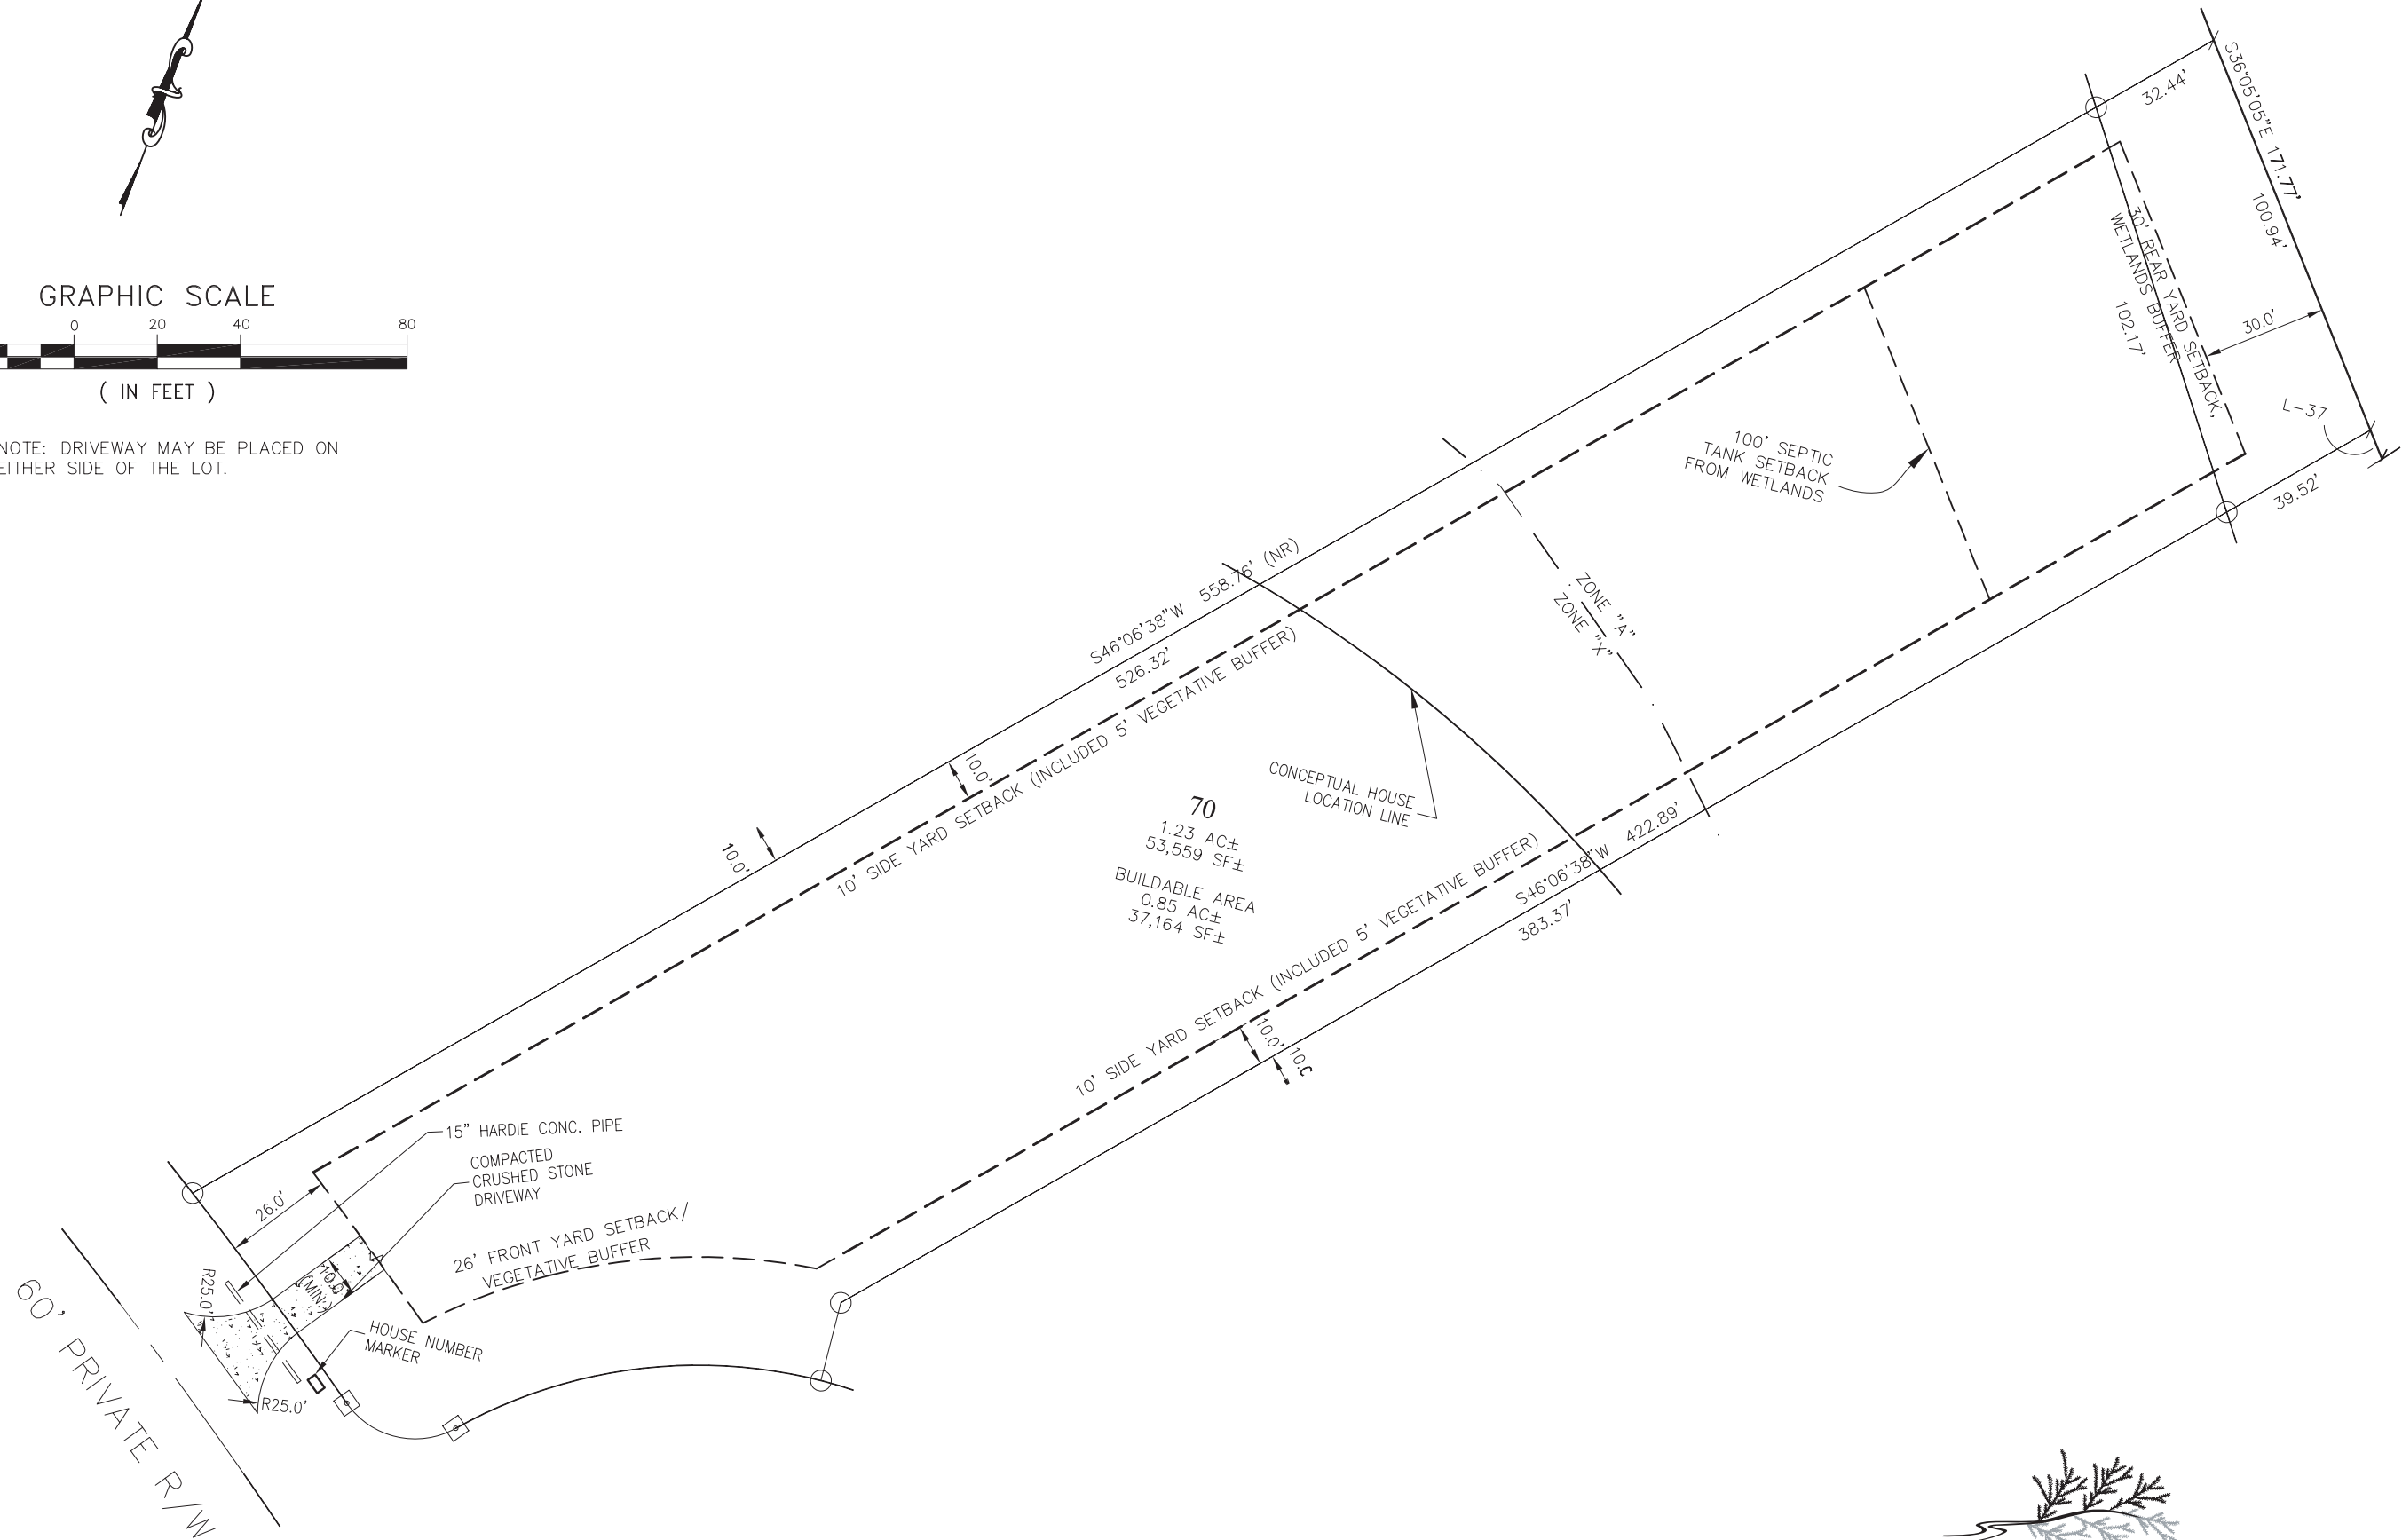 GRAPHIC SCALE
0 20 40 80
( IN FEET )
NOTE: DRIVEWAY MAY BE PLACED ON
EITHER SIDE OF THE LOT.
S36°05'05"E 171.77'
32.44'
100.94'
30' REAR YARD SETBACK,
WETLANDS BUFFER
102.17'
30.0'
L-37
39.52'
100' SEPTIC
TANK SETBACK
FROM WETLANDS
S46°06'38"W 558.76' (NR)
526.32'
ZONE "A"
ZONE "X"
10' SIDE YARD SETBACK (INCLUDED 5' VEGETATIVE BUFFER)
10.0'
10.0'
CONCEPTUAL HOUSE
LOCATION LINE
70
1.23 AC±
53,559 SF±
BUILDABLE AREA
0.85 AC±
37,164 SF±
S46°06'38"W 422.89'
383.37'
10' SIDE YARD SETBACK (INCLUDED 5' VEGETATIVE BUFFER)
10.0'
10.0
15" HARDIE CONC. PIPE
COMPACTED
CRUSHED STONE
DRIVEWAY
26.0'
26' FRONT YARD SETBACK/
VEGETATIVE BUFFER
10.0'
(MIN.)
R25.0'
HOUSE NUMBER
MARKER
R25.0'
60' PRIVATE R/W